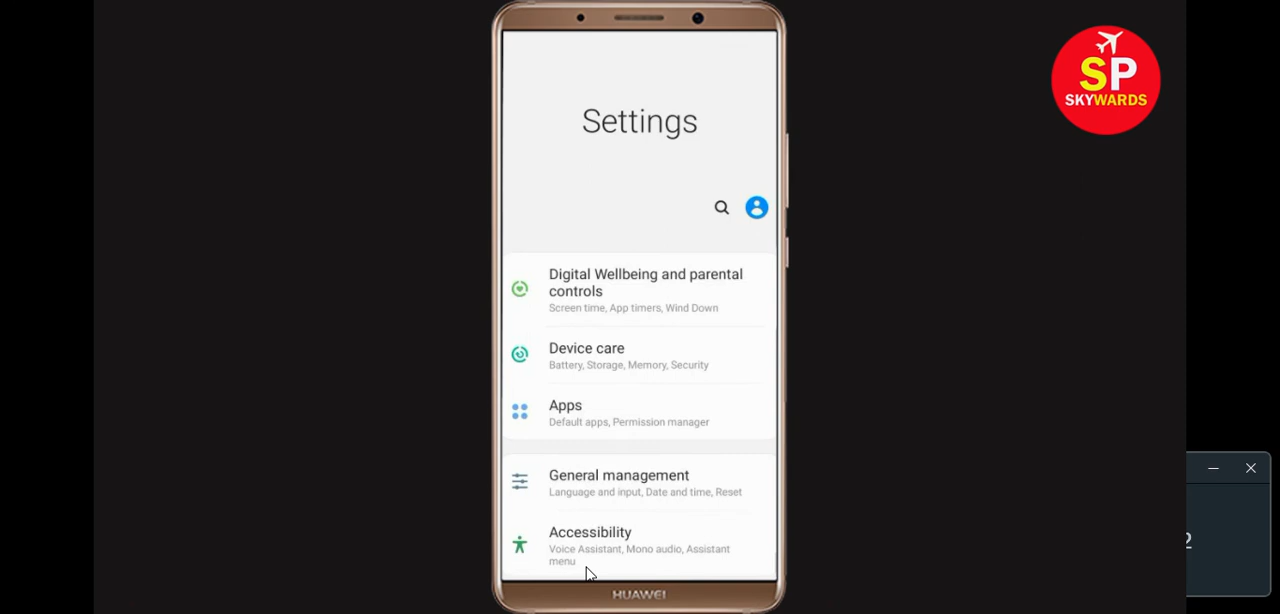 SP
SKYWARDS
Settings
Digital Wellbeing and parental
controls
Screen time, App timers, Wind Down
Device care
Battery, Storage, Memory, Security
Apps
Default apps, Permission manager
General management
Language and input, Date and time, Reset
Accessibility
Voice Assistant, Mono audio, Assistant
menu
HUAWEI
2